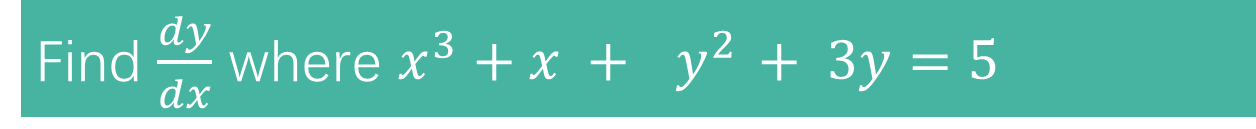 Find dy/dx where x³ + x + y² + 3y = 5